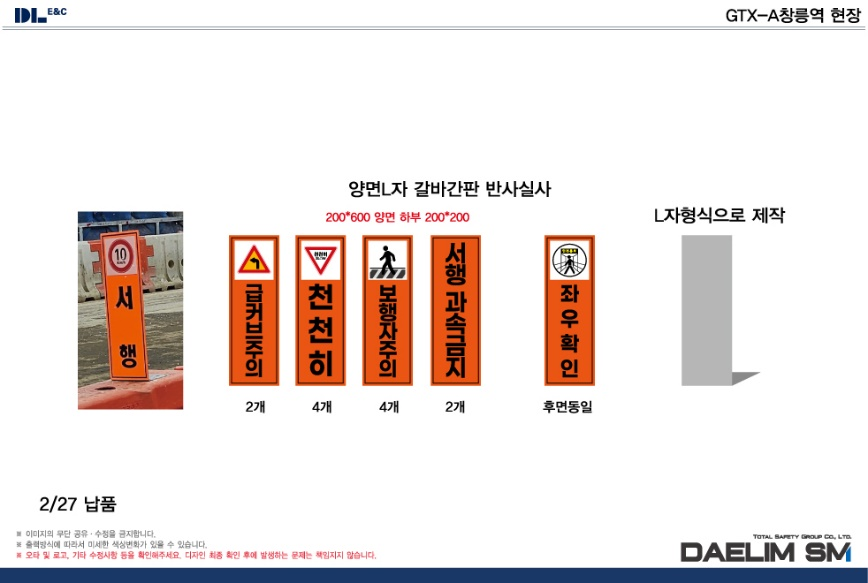 DL E&C
GTX-A창릉역 현장
양면L자 갈바간판 반사실사
200*600 양면 하부 200*200
L자형식으로 제작
10
서행
급커브주의
천천히
천천히
보행자주의
서행 과속금지
좌우확인
2개
4개
4개
2개
후면동일
2/27 납품
※ 이미지의 무단 공유·수정을 금지합니다.
※ 출력방식에 따라서 미세한 색상변화가 있을 수 있습니다.
※ 오타 및 로고, 기타 수정사항 등을 확인해주세요. 디자인 최종 확인 후에 발생하는 문제는 책임지지 않습니다.
TOTAL SAFETY GROUP CO., LTD.
DAELIM SM